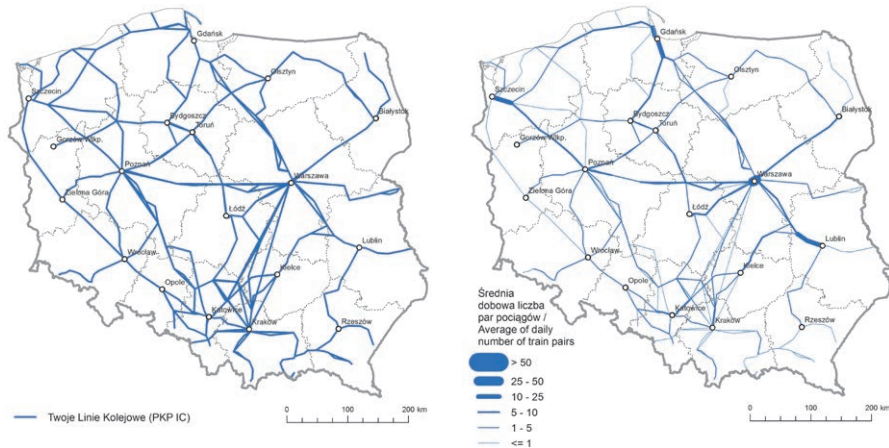 Gdańsk
Olsztyn
Szczecin
Białystok
Bydgoszcz
Toruń
Gorzów Wlkp.
Poznań
Warszawa
Zielona Góra
Łódź
Lublin
Wrocław
Kielce
Opole
Katowice
Kraków
Rzeszów
Twoje Linie Kolejowe (PKP IC)
0 100 200 km
Gdańsk
Olsztyn
Szczecin
Białystok
Bydgoszcz
Toruń
Gorzów Wlkp.
Poznań
Warszawa
Zielona Góra
Łódź
Lublin
Wrocław
Kielce
Opole
Katowice
Kraków
Rzeszów
Średnia
dobowa liczba
par pociągów /
Average of daily
number of train pairs
> 50
25 - 50
10 - 25
5 - 10
1 - 5
<= 1
0 100 200 km